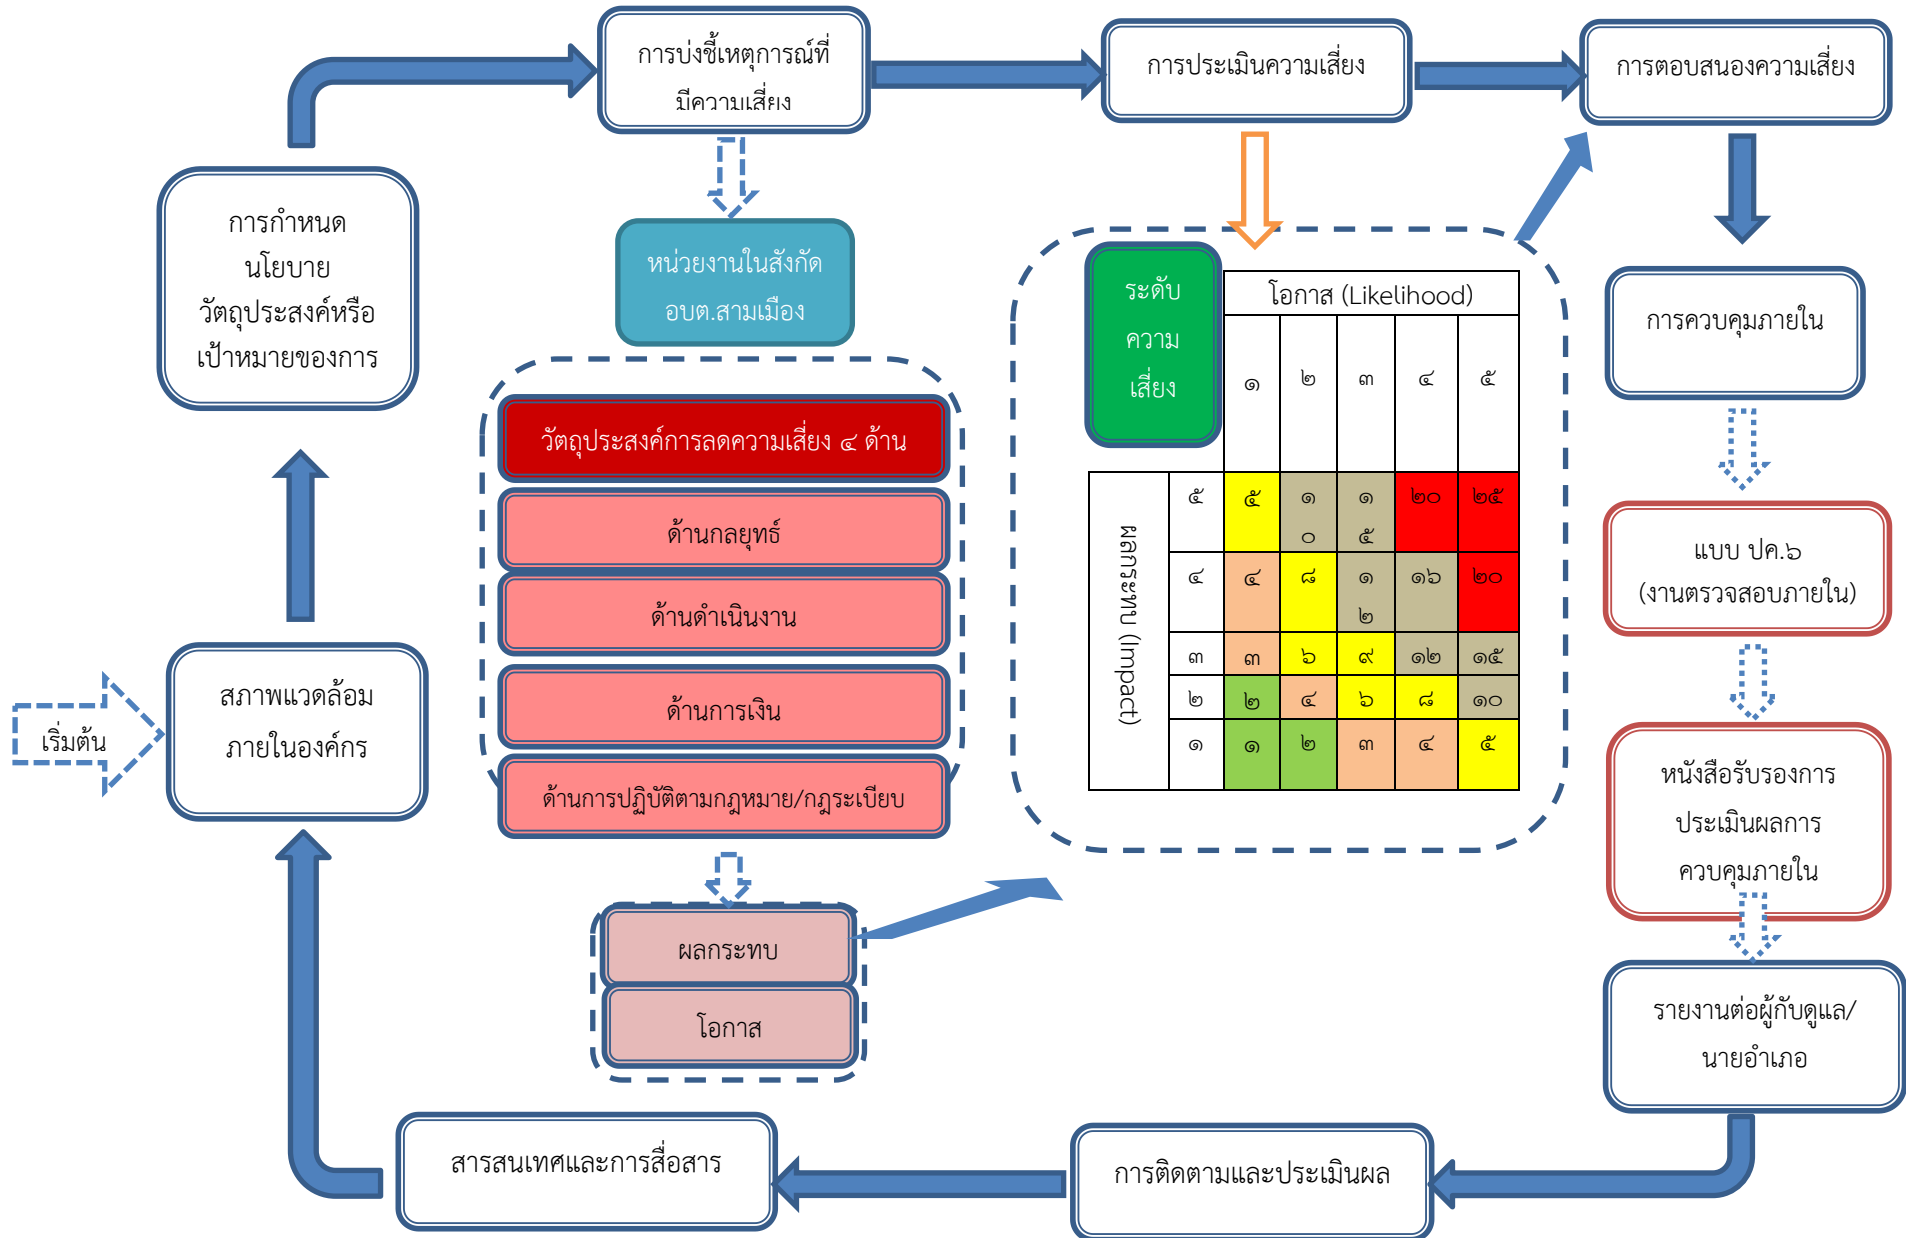 การบ่งชี้เหตุการณ์ที่
มีความเสี่ยง
การประเมินความเสี่ยง
การตอบสนองความเสี่ยง
การกำหนด
นโยบาย
วัตถุประสงค์หรือ
เป้าหมายของการ
หน่วยงานในสังกัด
อบต.สามเมือง
ระดับ
ความ
เสี่ยง
โอกาส (Likelihood)
๑ ๒ ๓ ๔ ๕
ผลกระทบ (Impact)
๕ ๕ ๑๐ ๑๕ ๒๐ ๒๕
๔ ๔ ๘ ๑๒ ๑๖ ๒๐
๓ ๓ ๖ ๙ ๑๒ ๑๕
๒ ๒ ๔ ๖ ๘ ๑๐
๑ ๑ ๒ ๓ ๔ ๕
การควบคุมภายใน
วัตถุประสงค์การลดความเสี่ยง ๔ ด้าน
ด้านกลยุทธ์
ด้านดำเนินงาน
ด้านการเงิน
ด้านการปฏิบัติตามกฎหมาย/กฎระเบียบ
แบบ ปค.๖
(งานตรวจสอบภายใน)
เริ่มต้น
สภาพแวดล้อม
ภายในองค์กร
หนังสือรับรองการ
ประเมินผลการ
ควบคุมภายใน
ผลกระทบ
โอกาส
รายงานต่อผู้กับดูแล/
นายอำเภอ
สารสนเทศและการสื่อสาร
การติดตามและประเมินผล